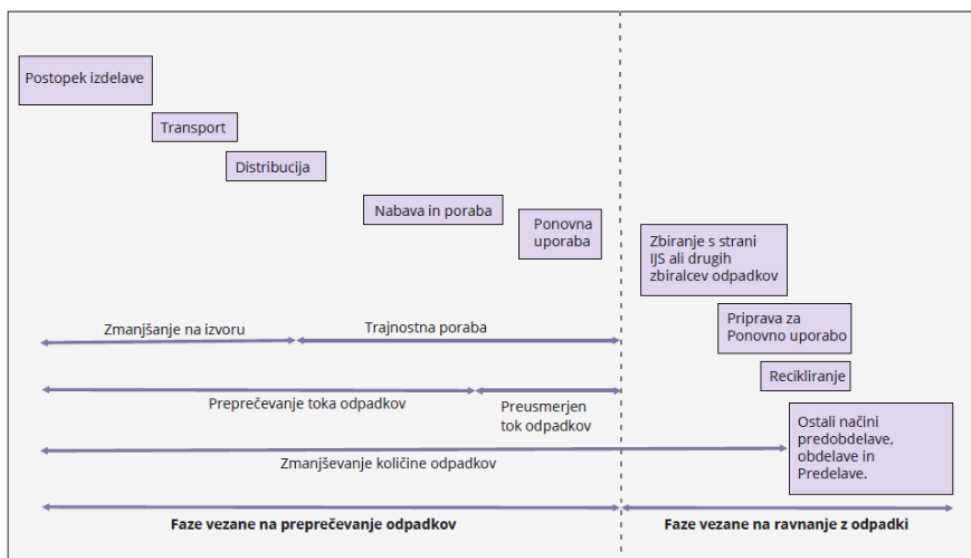 Postopek izdelave
Transport
Distribucija
Nabava in poraba
Ponovna
uporaba
Zbiranje s strani
IJS ali drugih
zbiralcev odpadkov
Priprava za
Ponovno uporabo
Recikliranje
Ostali načini
predobdelave,
obdelave in
Predelave.
Zmanjšanje na izvoru
Trajnostna poraba
Preprečevanje toka odpadkov
Preusmerjen
tok odpadkov
Zmanjševanje količine odpadkov
Faze vezane na preprečevanje odpadkov
Faze vezane na ravnanje z odpadki